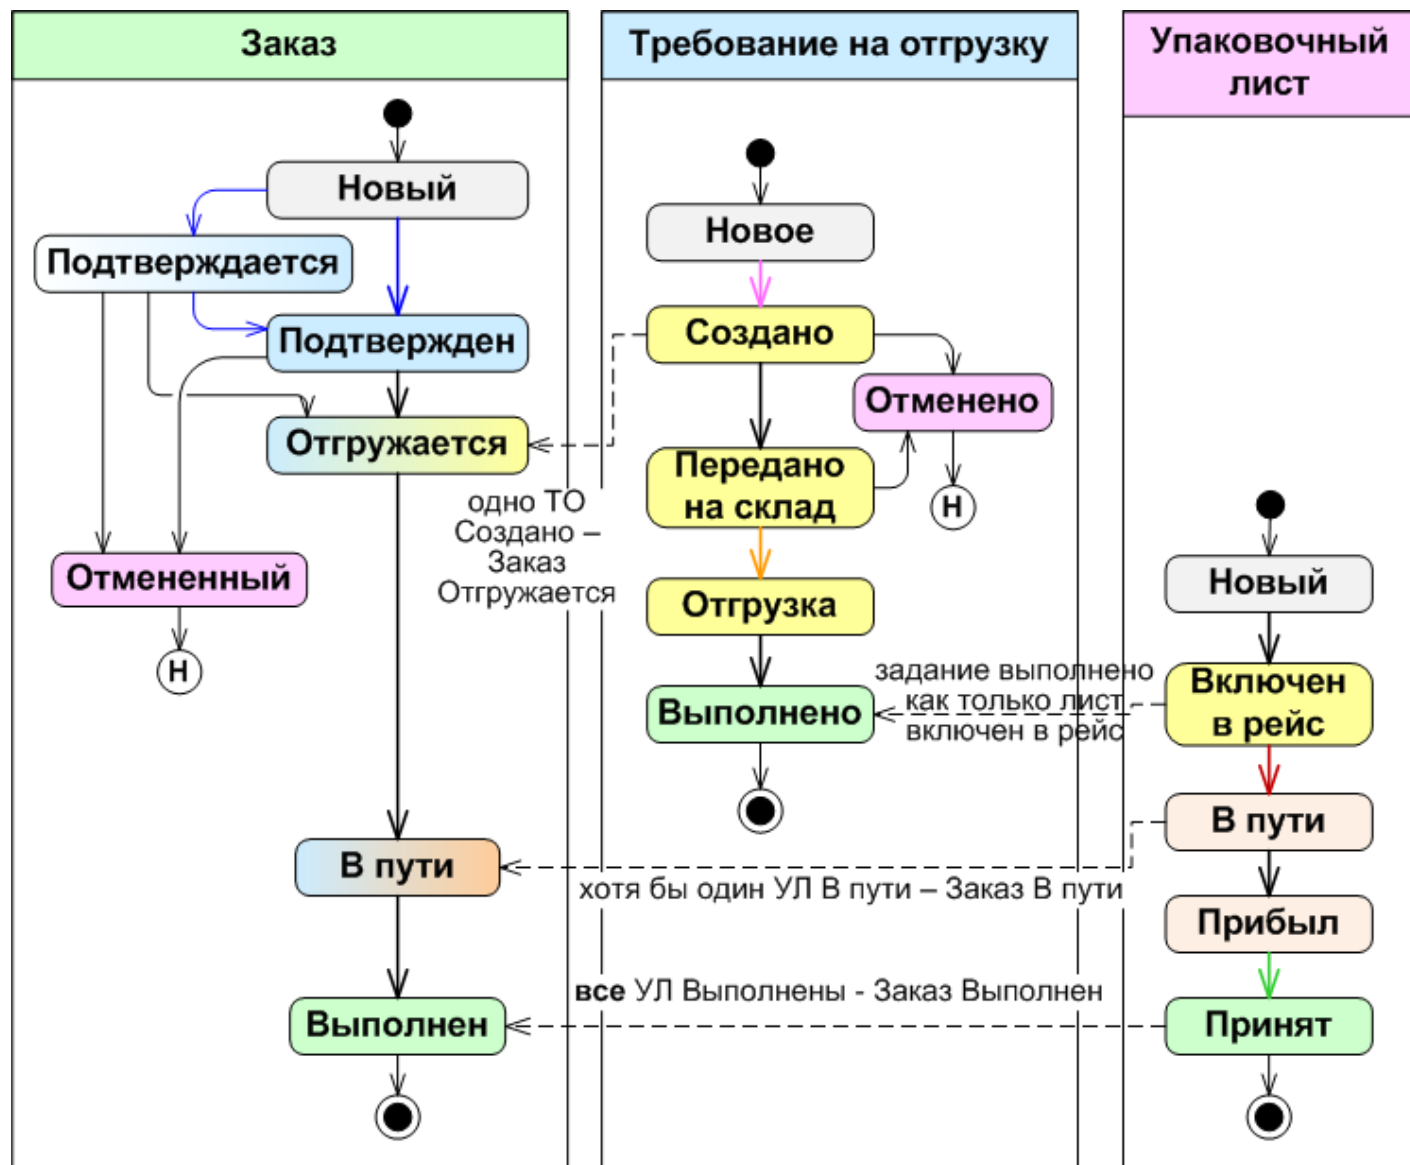 Заказ
Новый
Подтверждается
Подтвержден
Отгружается
Отмененный
Н
В пути
Выполнен
одно ТО
Создано –
Заказ
Отгружается
Требование на отгрузку
Новое
Создано
Отменено
Передано
на склад
Н
Отгрузка
Выполнено
задание выполнено
как только лист
включен в рейс
хотя бы один УЛ В пути – Заказ В пути
все УЛ Выполнены - Заказ Выполнен
Упаковочный
лист
Новый
Включен
в рейс
В пути
Прибыл
Принят